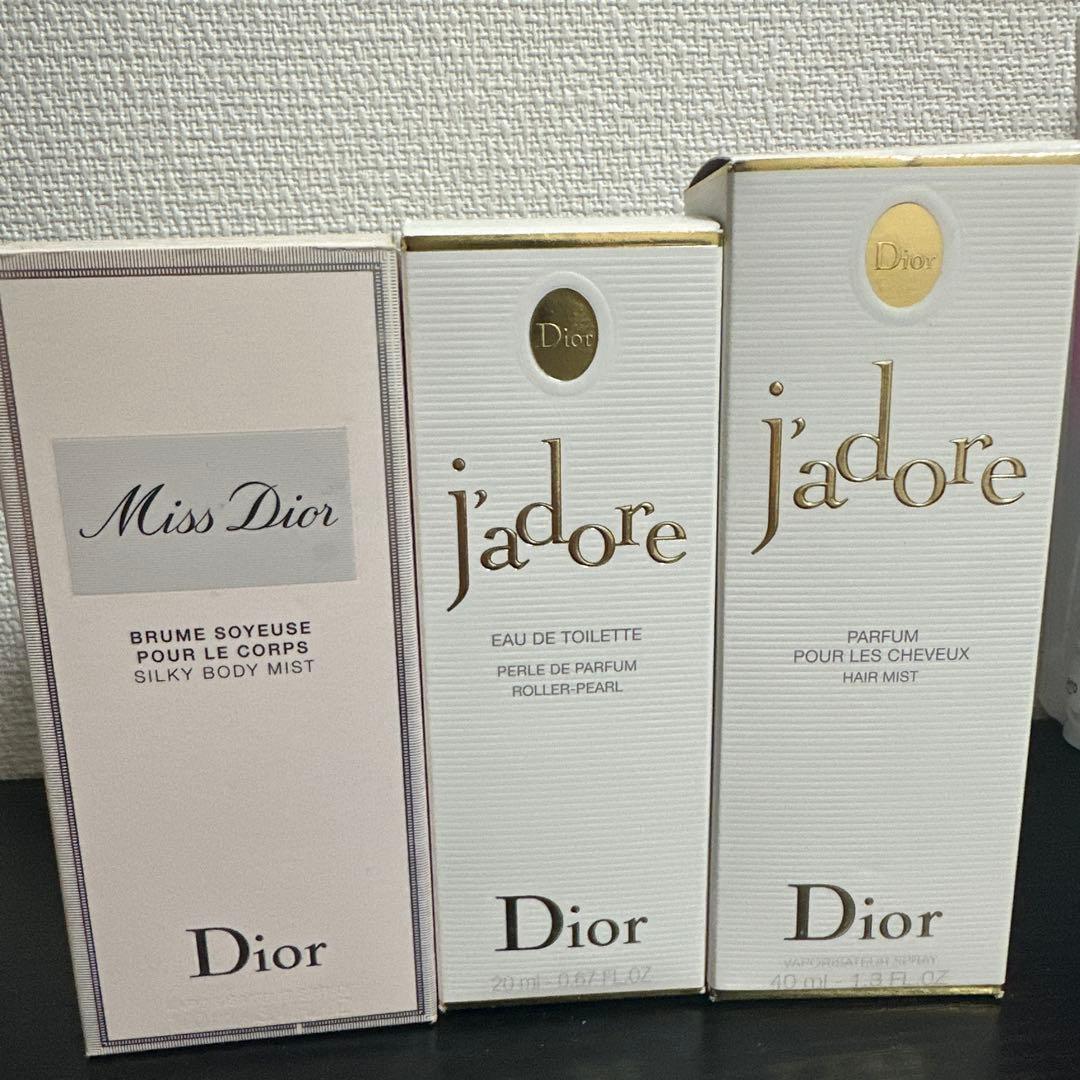 Miss Dior
BRUME SOYEUSE
POUR LE CORPS
SILKY BODY MIST
Dior
Dior
j'adore
EAU DE TOILETTE
PERLE DE PARFUM
ROLLER-PEARL
Dior
20 ml - 0.67 FL.OZ
Dior
j'adore
PARFUM
POUR LES CHEVEUX
HAIR MIST
Dior
VAPORISATEUR SPRAY
40 ml - 1.3 FL.OZ